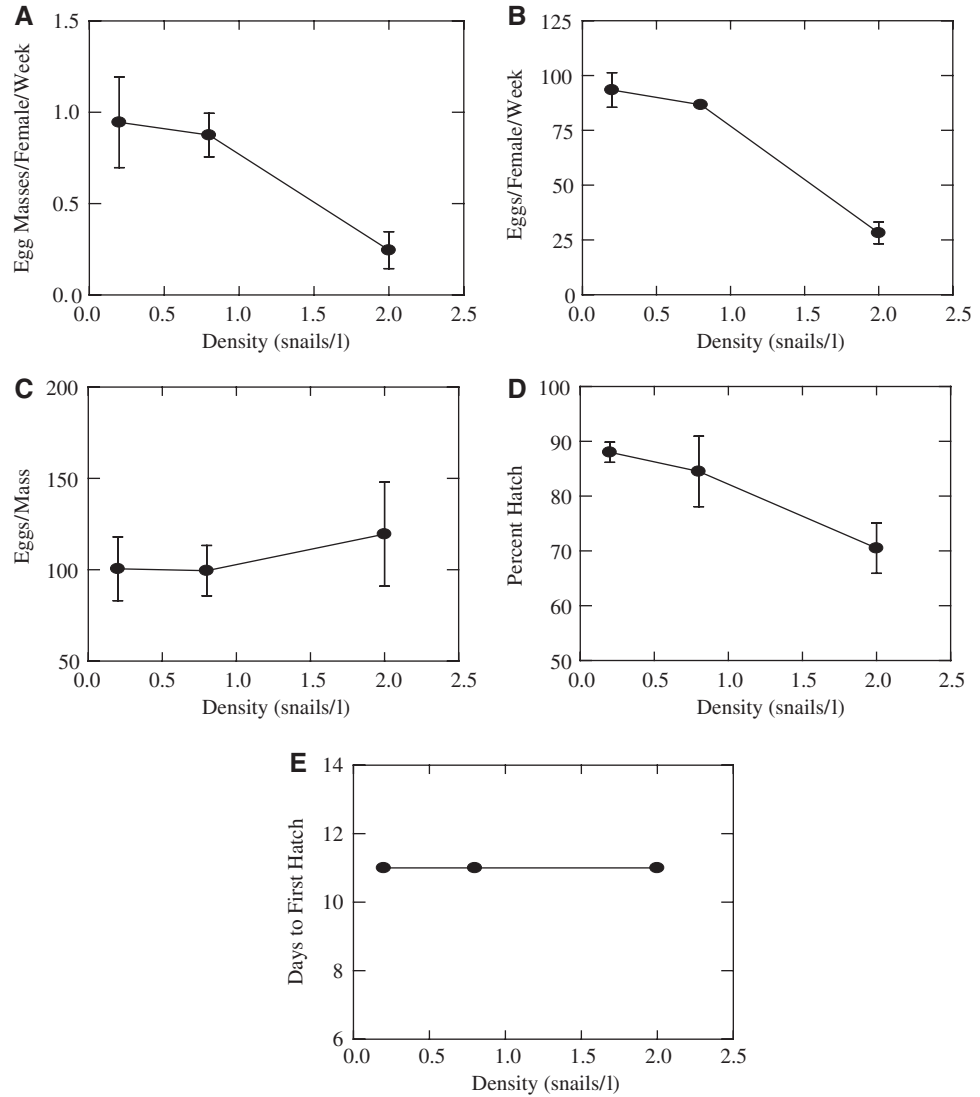 A
Egg Masses/Female/Week
1.5
1.0
0.5
0.0
0.0 0.5 1.0 1.5 2.0 2.5
Density (snails/l)
B
Eggs/Female/Week
125
100
75
50
25
0
0.0 0.5 1.0 1.5 2.0 2.5
Density (snails/l)
C
Eggs/Mass
200
150
100
50
0.0 0.5 1.0 1.5 2.0 2.5
Density (snails/l)
D
Percent Hatch
100
90
80
70
60
50
0.0 0.5 1.0 1.5 2.0 2.5
Density (snails/l)
E
Days to First Hatch
14
12
10
8
6
0.0 0.5 1.0 1.5 2.0 2.5
Density (snails/l)